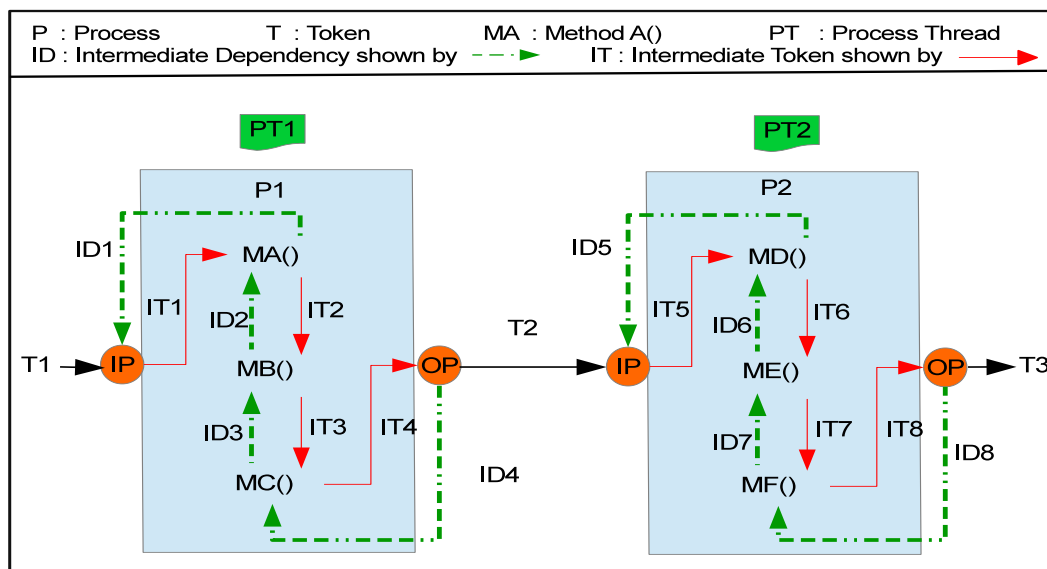 P : Process T : Token MA : Method A() PT : Process Thread
ID : Intermediate Dependency shown by IT : Intermediate Token shown by
PT1 PT2
P1 P2
ID1 MA() ID5 MD()
IT1 ID2 IT2 T2 IT5 ID6 IT6
T1 IP MB() OP IP ME() OP T3
ID3 IT3 IT4 ID7 IT7 IT8 ID8
MC() ID4 MF()